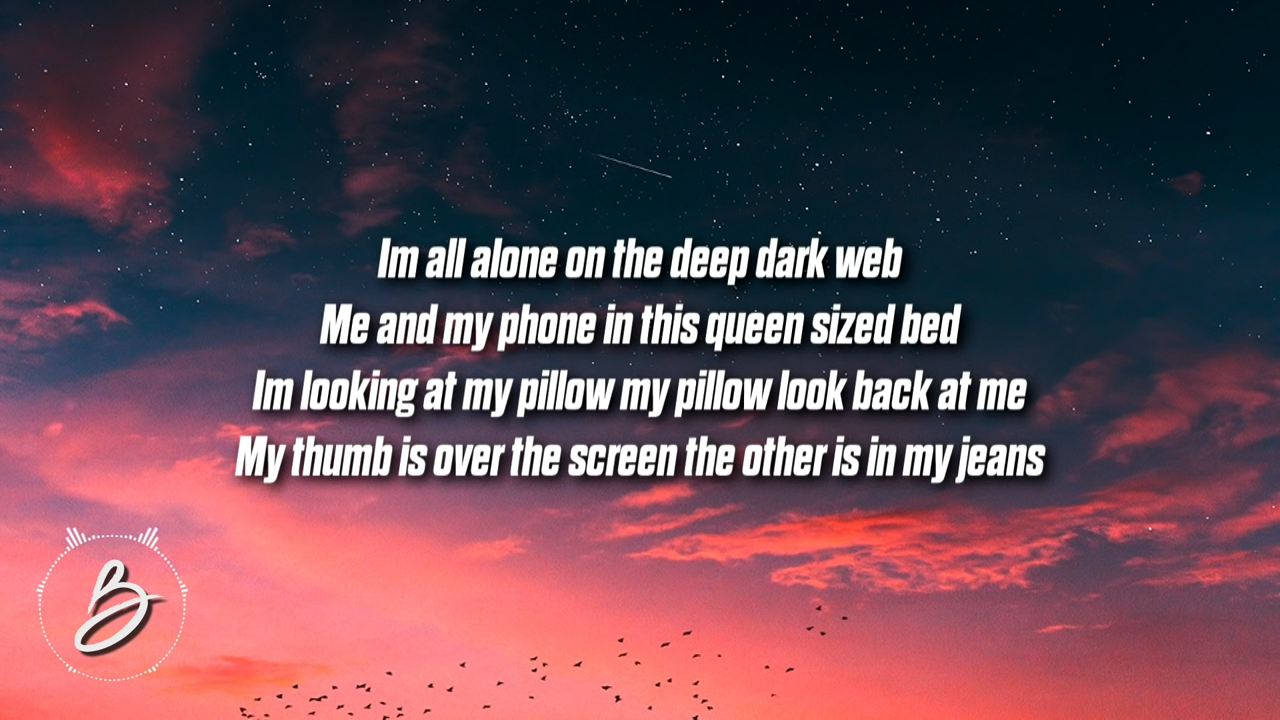 Im all alone on the deep dark web
Me and my phone in this queen sized bed
Im looking at my pillow my pillow look back at me
My thumb is over the screen the other is in my jeans
B